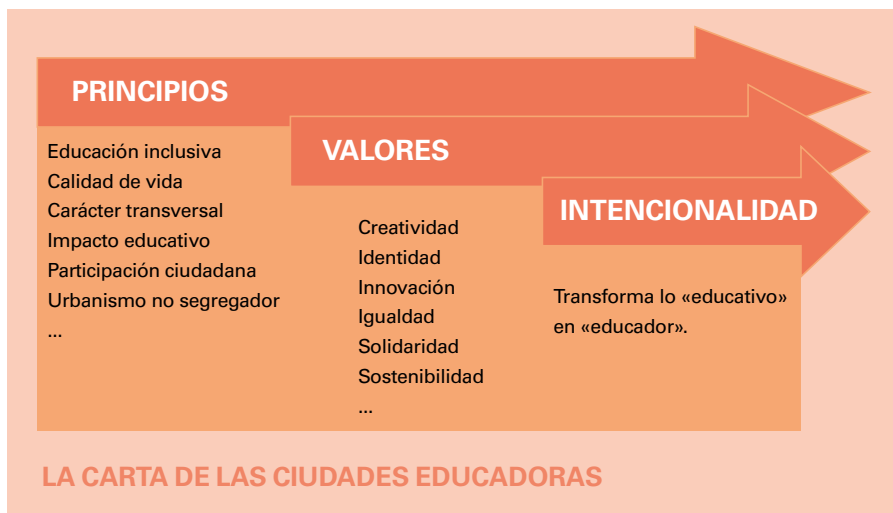 PRINCIPIOS
Educación inclusiva
Calidad de vida
Carácter transversal
Impacto educativo
Participación ciudadana
Urbanismo no segregador
...
VALORES
Creatividad
Identidad
Innovación
Igualdad
Solidaridad
Sostenibilidad
...
INTENCIONALIDAD
Transforma lo «educativo»
en «educador».
LA CARTA DE LAS CIUDADES EDUCADORAS